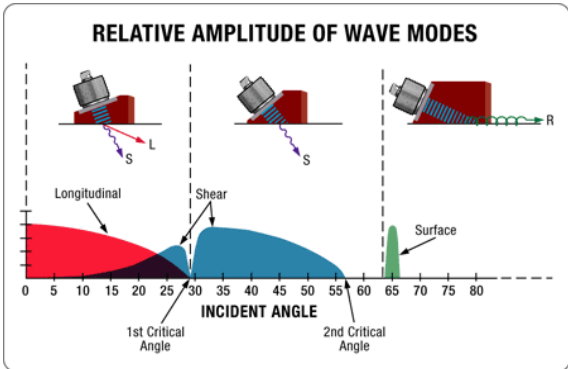 RELATIVE AMPLITUDE OF WAVE MODES
L
S
S
R
Longitudinal
Shear
Surface
0 5 10 15 20 25 30 35 40 45 50 55 60 65 70 75 80
INCIDENT ANGLE
1st Critical
Angle
2nd Critical
Angle